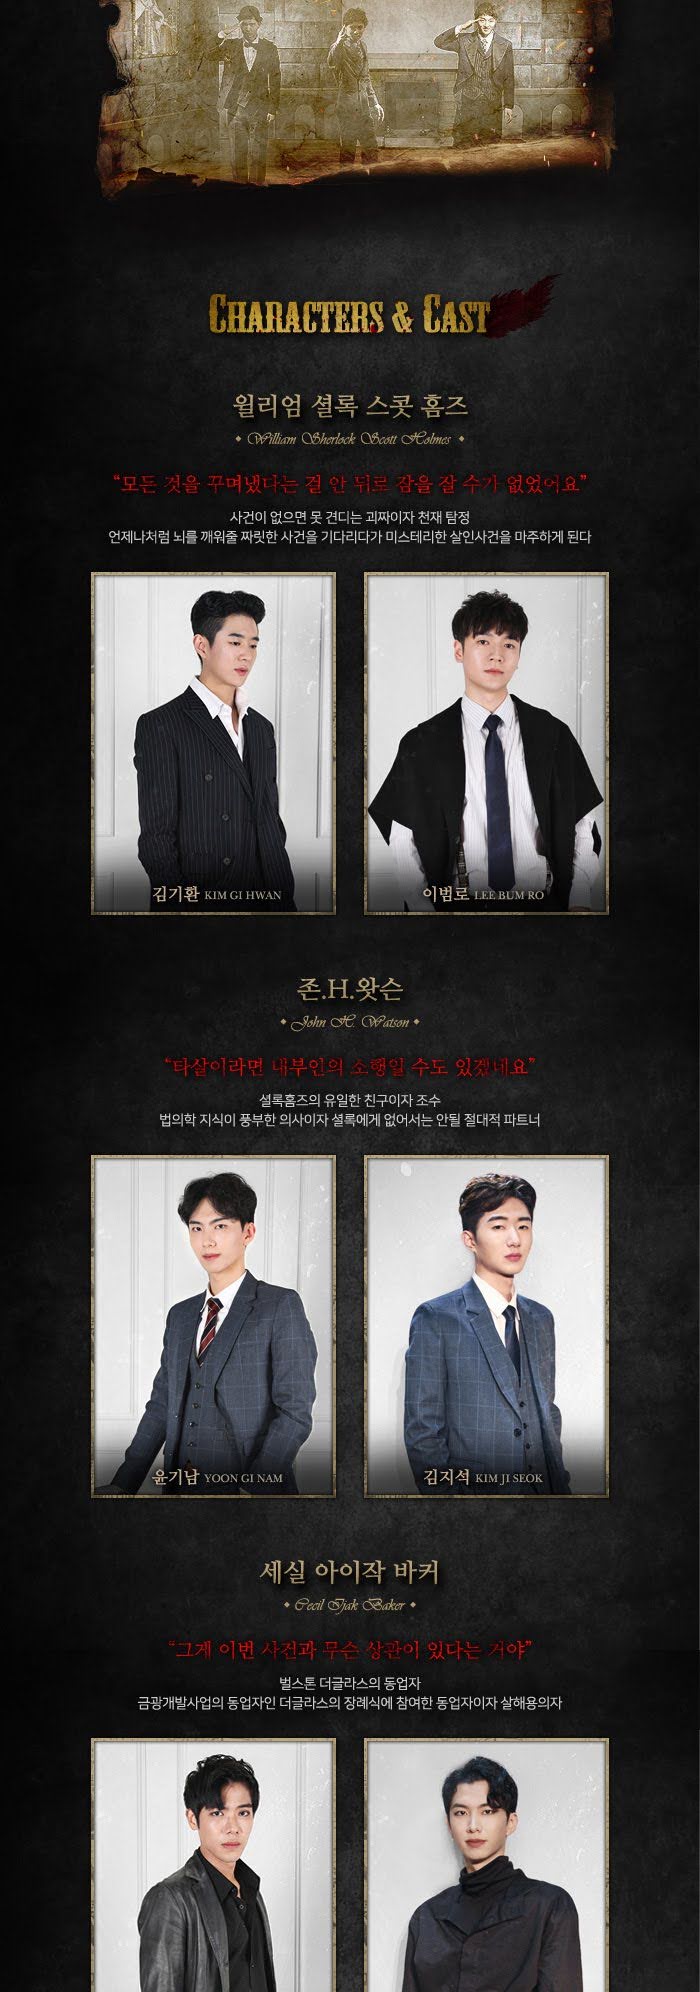 CHARACTERS & CAST
윌리엄 셜록 스콧 홈즈
William Sherlock Scott Holmes
“모든 것을 꾸며냈다는 걸 안 뒤로 잠을 잘 수가 없었어요”
사건이 없으면 못 견디는 괴짜이자 천재 탐정
언제나처럼 뇌를 깨워줄 짜릿한 사건을 기다리다가 미스테리한 살인사건을 마주하게 된다
김기환 KIM GI HWAN
이범로 LEE BUM RO
존.H.왓슨
John H. Watson
“타살이라면 내부인의 소행일 수도 있겠네요”
셜록홈즈의 유일한 친구이자 조수
법의학 지식이 풍부한 의사이자 셜록에게 없어서는 안될 절대적 파트너
윤기남 YOON GI NAM
김지석 KIM JI SEOK
세실 아이작 바커
Cecil Ijak Baker
“그게 이번 사건과 무슨 상관이 있다는 거야”
벌스톤 더글라스의 동업자
금광개발사업의 동업자인 더글라스의 장례식에 참여한 동업자이자 살해용의자